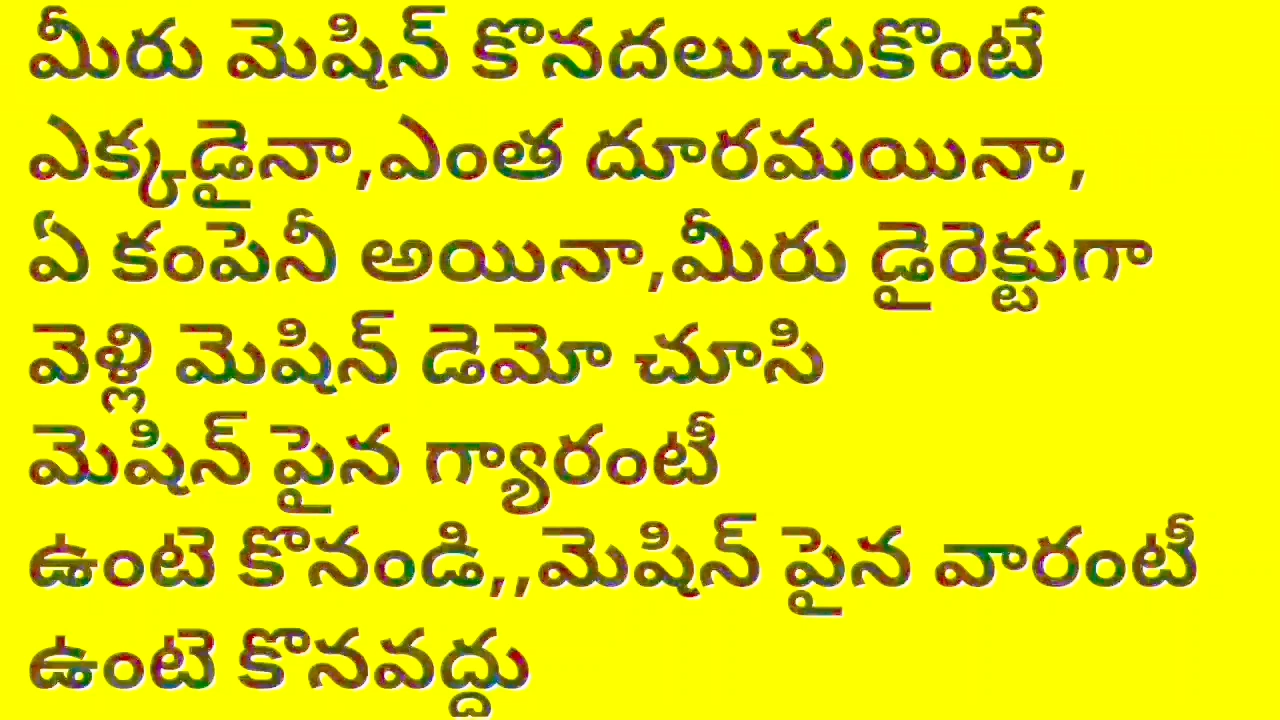 మీరు మెషిన్ కొనదలుచుకొంటే
ఎక్కడైనా,ఎంత దూరమయినా,
ఏ కంపెనీ అయినా,మీరు డైరెక్టుగా
వెళ్లి మెషిన్ డెమో చూసి
మెషిన్ పైన గ్యారంటీ
ఉంటె కొనండి,,మెషిన్ పైన వారంటీ
ఉంటె కొనవద్దు